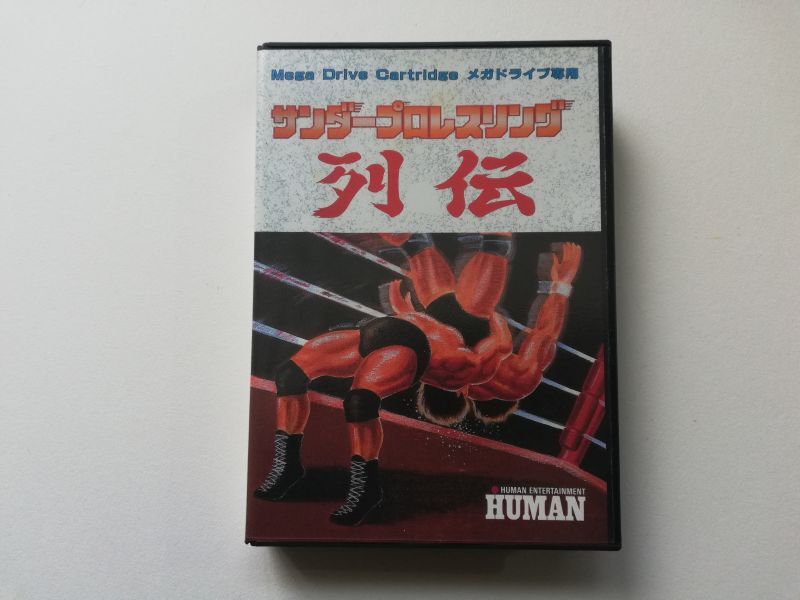 Mega Drive Cartridge メガドライブ専用
サンダープロレスリング
列伝
HUMAN ENTERTAINMENT
HUMAN